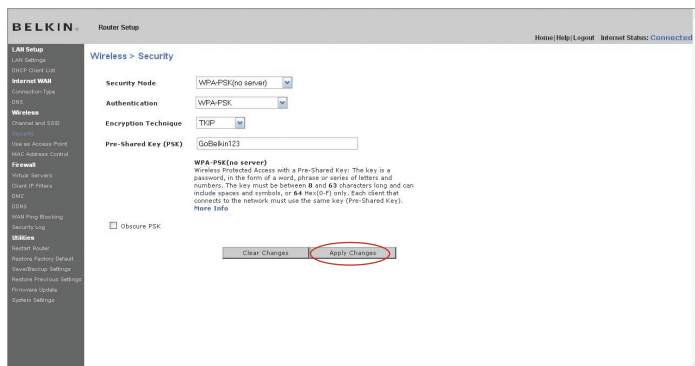 BELKIN®
Router Setup
Home|Help|Logout Internet Status: Connected
LAN Setup
LAN Settings
DHCP Client List
Internet WAN
Connection Type
DNS
Wireless
Channel and SSID
Security
Use as Access Point
MAC Address Control
Firewall
Virtual Servers
Client IP Filters
DMZ
DDNS
WAN Ping Blocking
Security Log
Utilities
Restart Router
Restore Factory Default
Save/Backup Settings
Restore Previous Settings
Firmware Update
System Settings
Wireless > Security
Security Mode WPA-PSK(no server)
Authentication WPA-PSK
Encryption Technique TKIP
Pre-Shared Key (PSK) GoBelkin123
WPA-PSK(no server)
Wireless Protected Access with a Pre-Shared Key: The key is a
password, in the form of a word, phrase or series of letters and
numbers. The key must be between 8 and 63 characters long and can
include spaces and symbols, or 64 Hex(0-F) only. Each client that
connects to the network must use the same key (Pre-Shared Key).
More Info
Obscure PSK
Clear Changes Apply Changes